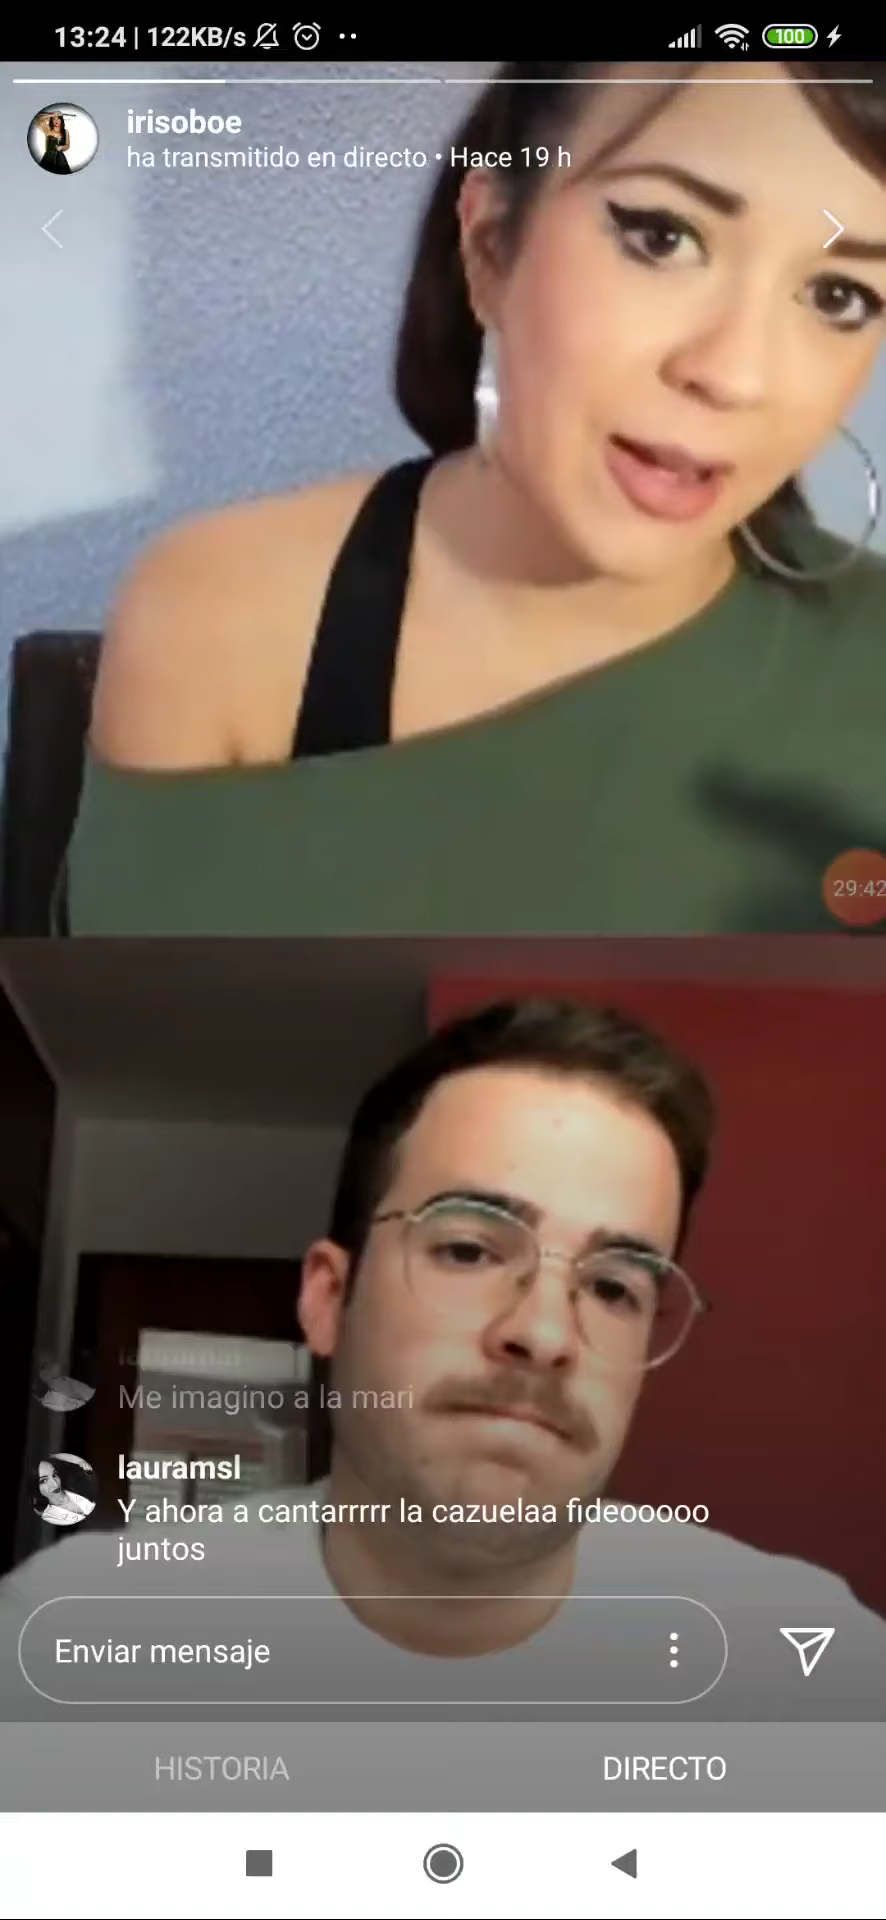 13:24 | 122KB/s
100
irisoboe
ha transmitido en directo • Hace 19 h
29:42
Me imagino a la mari
lauramsl
Y ahora a cantarrrrr la cazuelaa fideooooo
juntos
Enviar mensaje
HISTORIA
DIRECTO